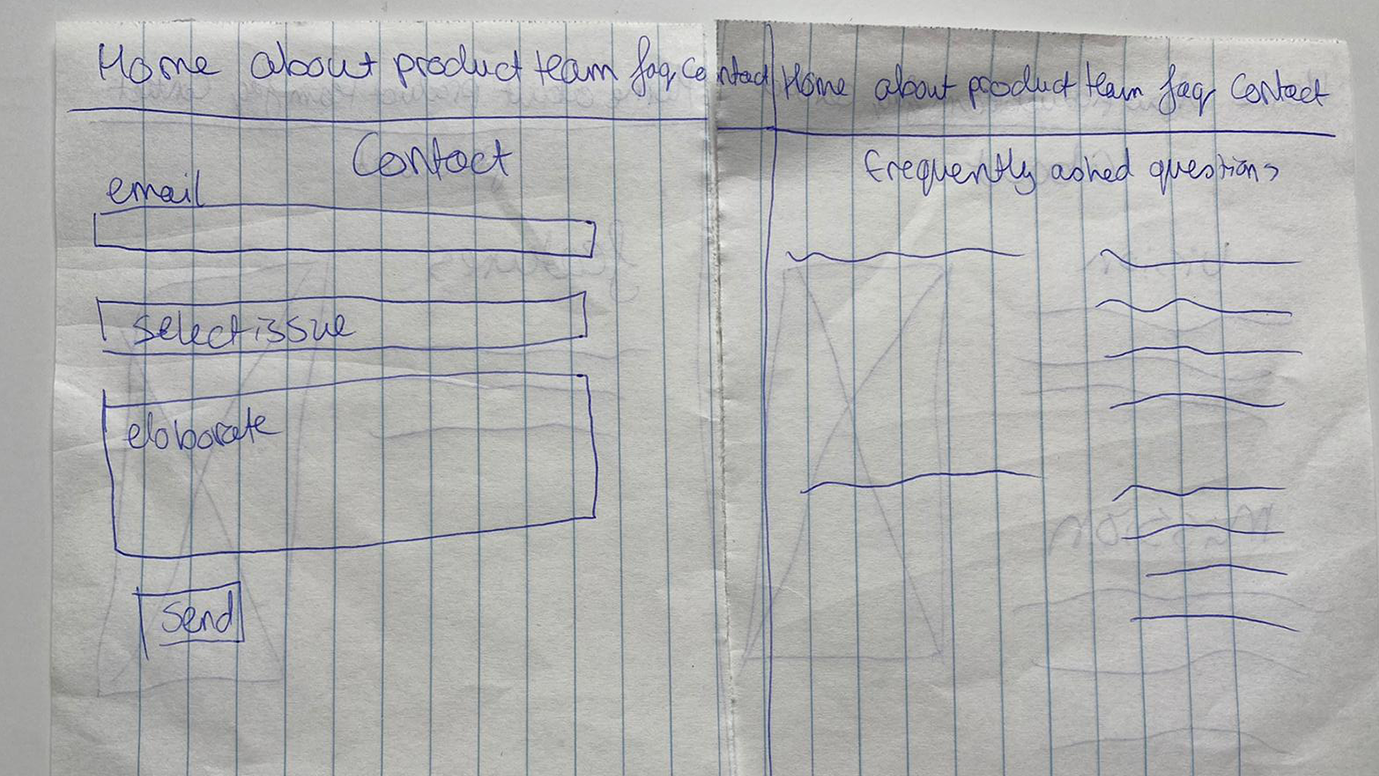 Home about product team faq Contact
Contact
email
select issue
eloborate
Send
Home about product team faq Contact
frequently asked questions